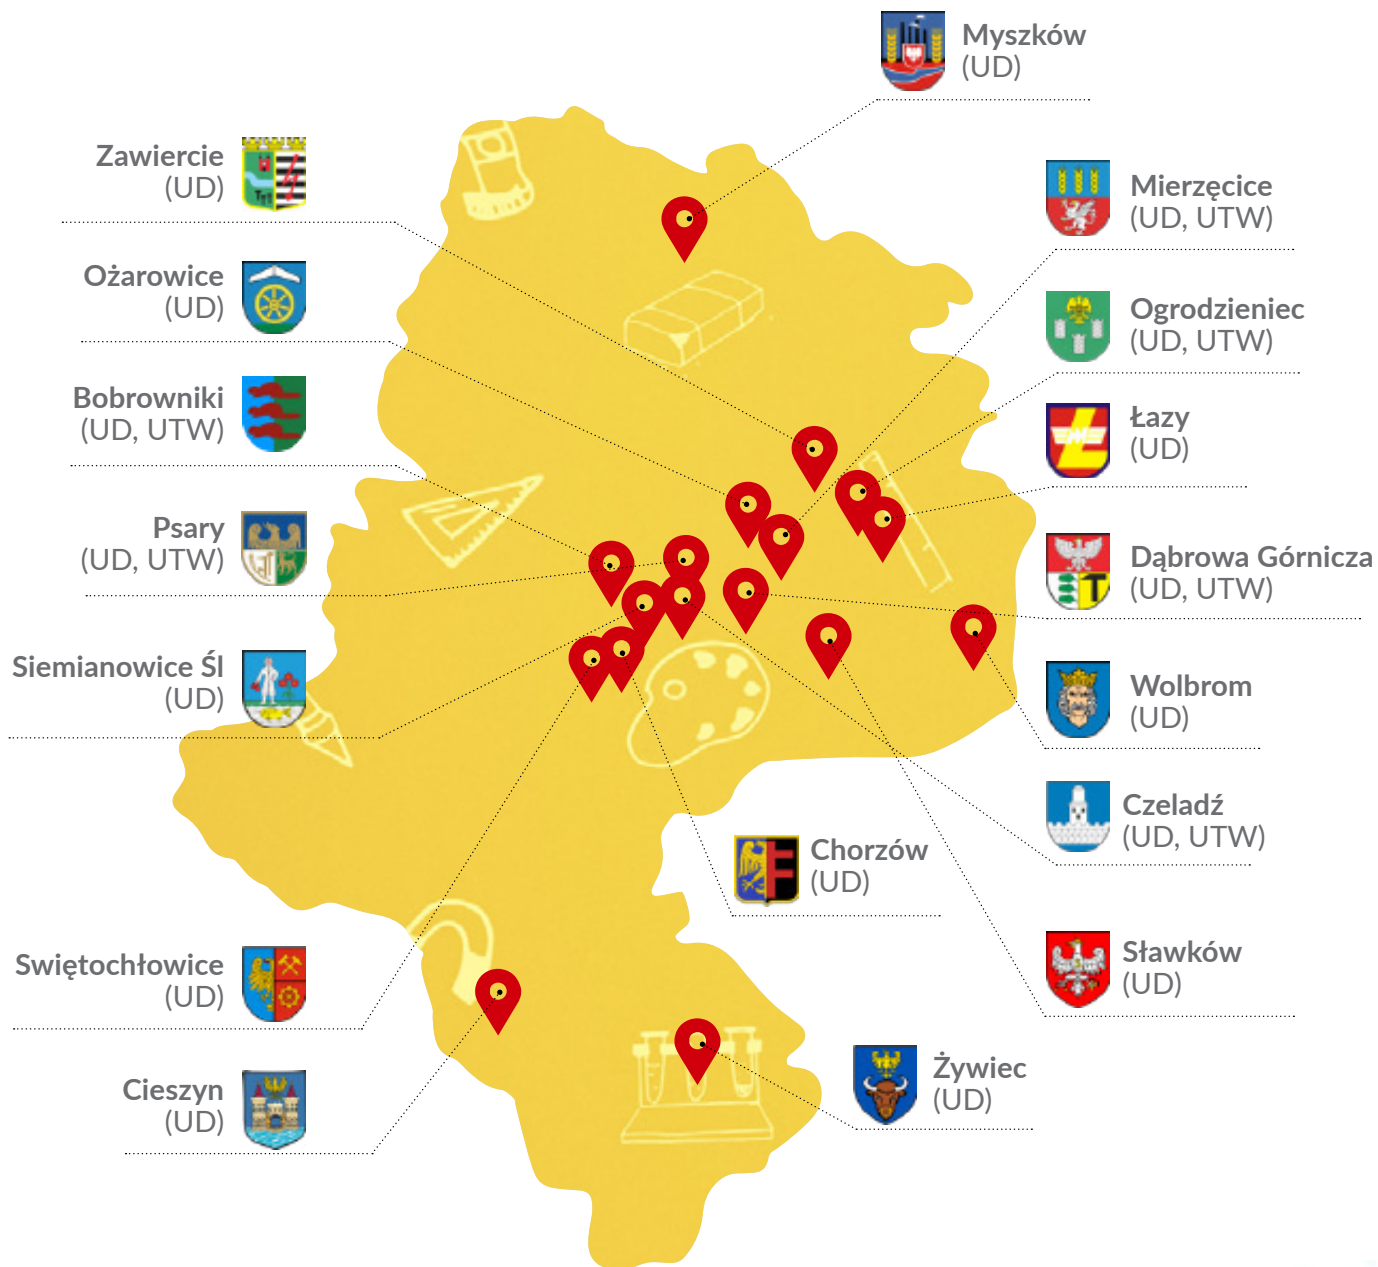 Myszków
(UD)
Zawiercie
(UD)
Mierzęcice
(UD, UTW)
Ożarowice
(UD)
Ogrodzieniec
(UD, UTW)
Bobrowniki
(UD, UTW)
Łazy
(UD)
Psary
(UD, UTW)
Dąbrowa Górnicza
(UD, UTW)
Siemianowice Śl
(UD)
Wolbrom
(UD)
Czeladź
(UD, UTW)
Chorzów
(UD)
Swiętochłowice
(UD)
Sławków
(UD)
Cieszyn
(UD)
Żywiec
(UD)